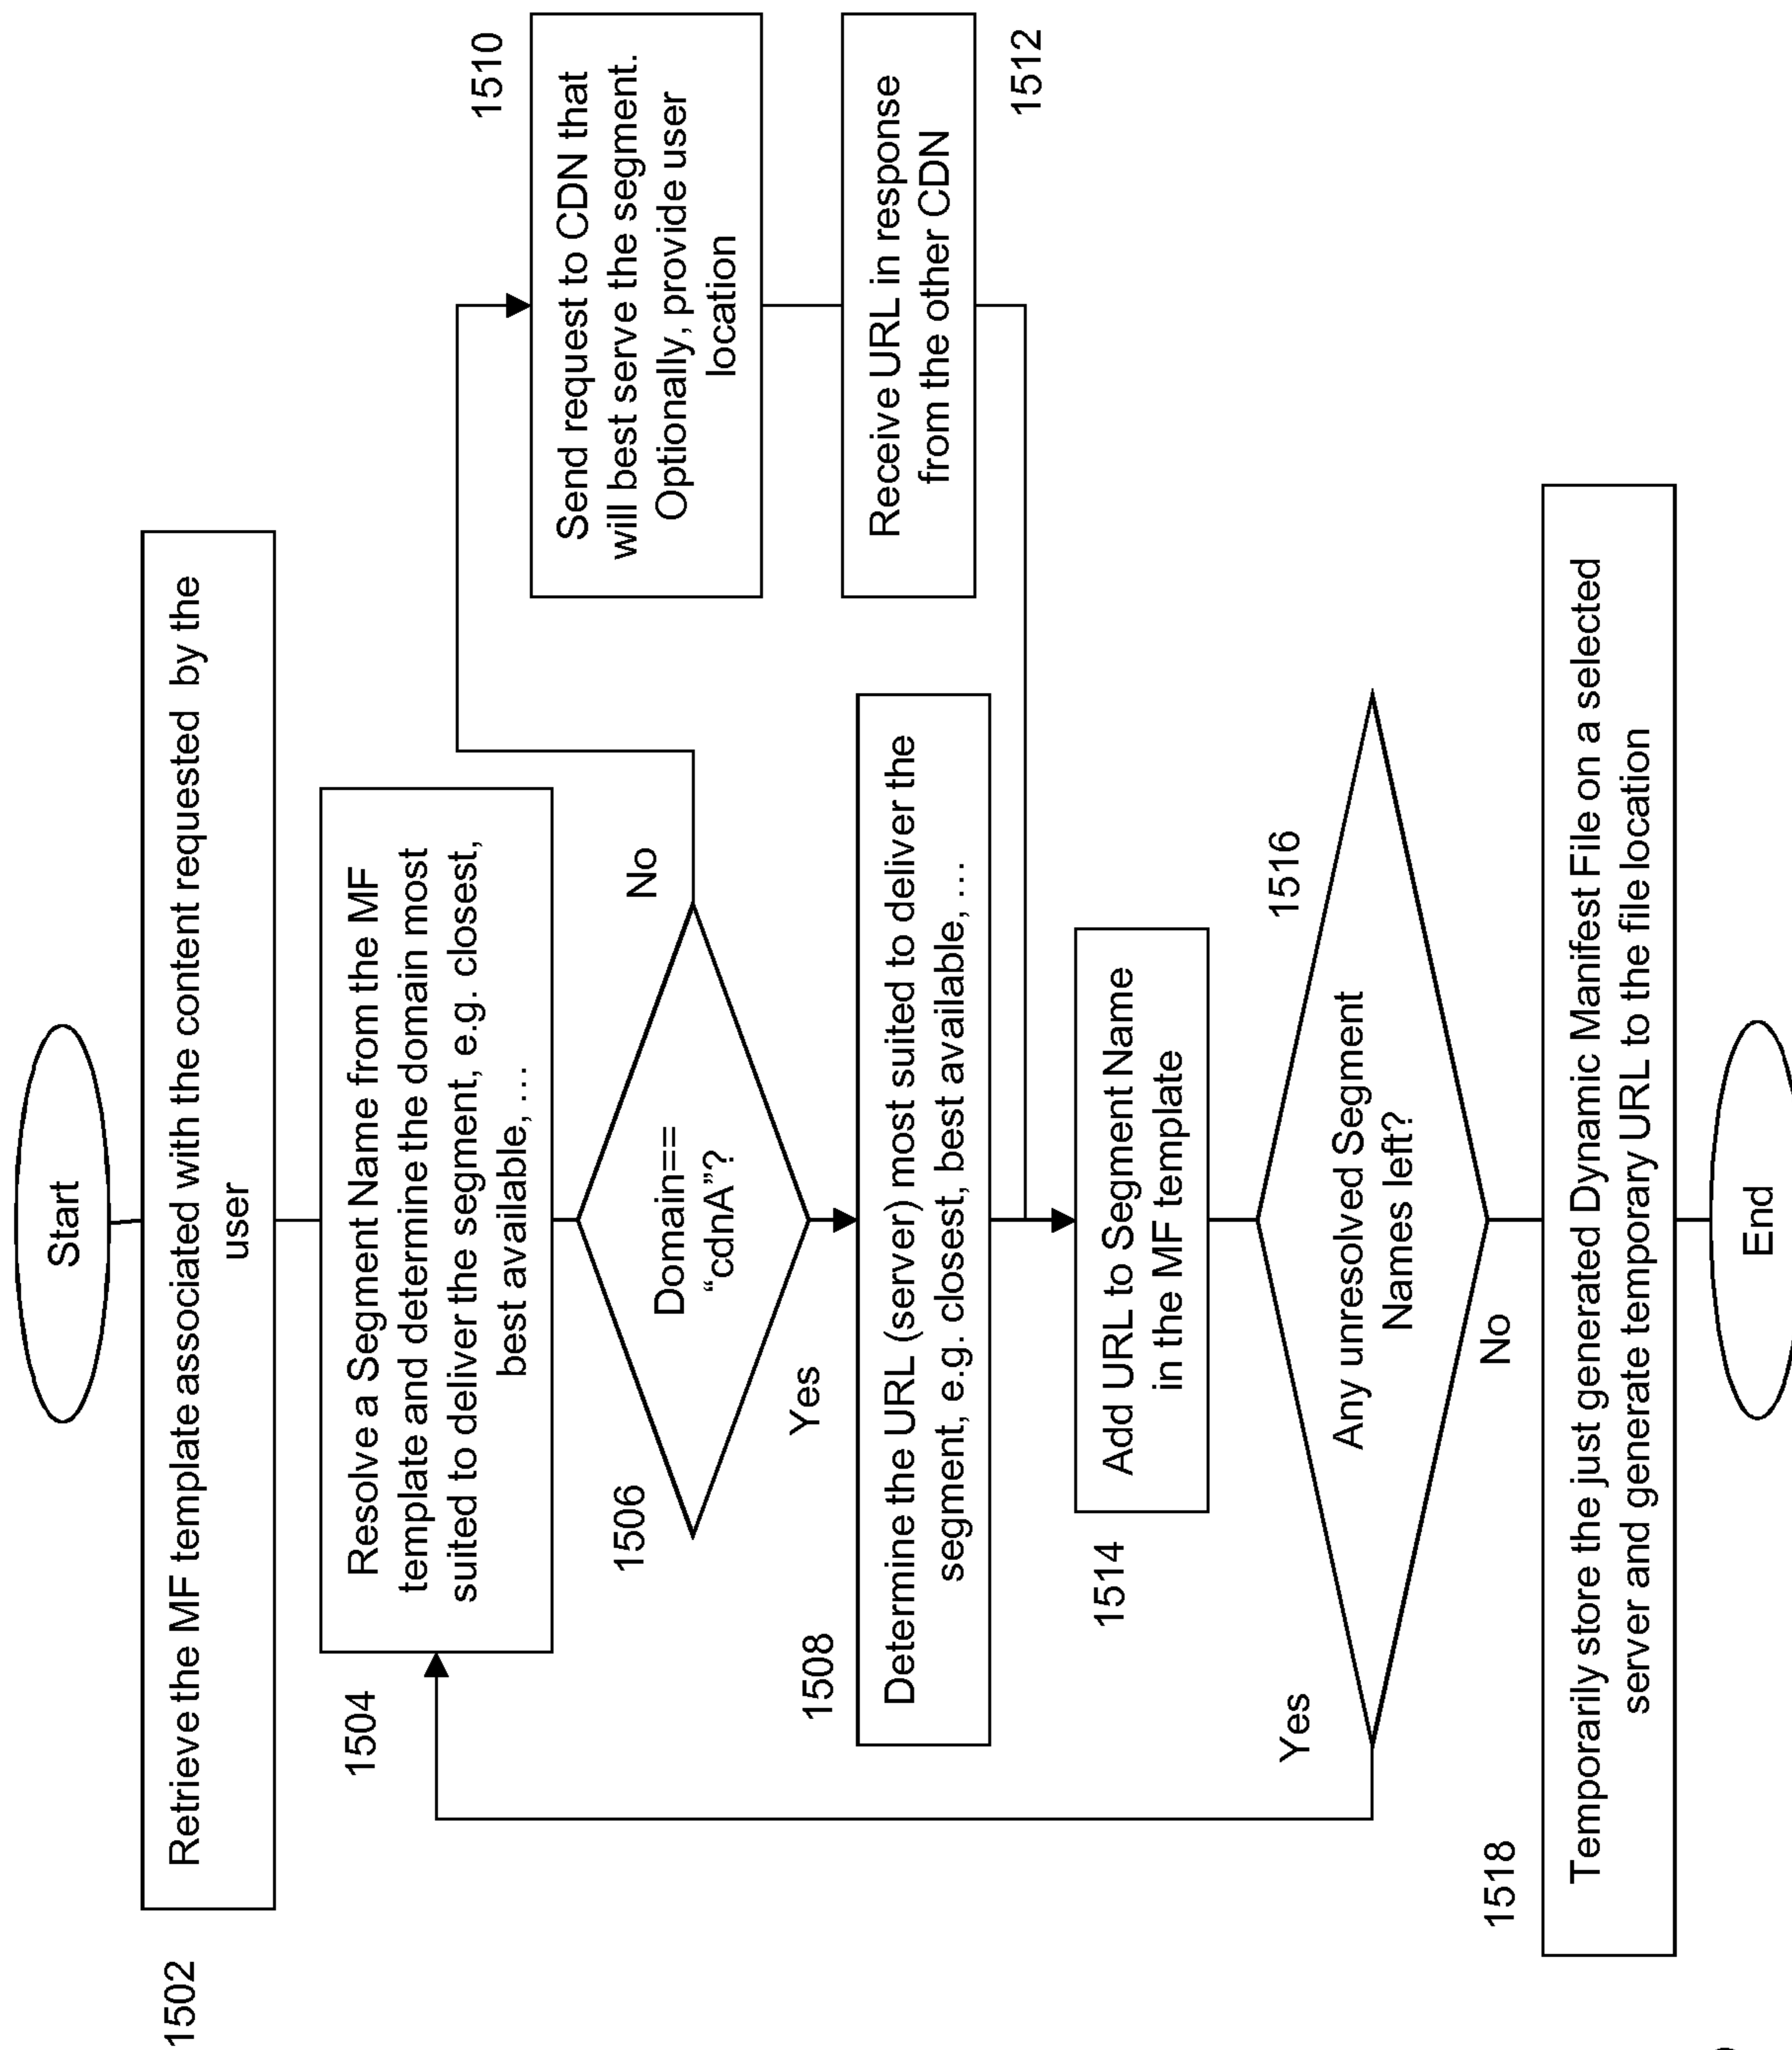 Start
1502
Retrieve the MF template associated with the content requested by the
user
1504
Resolve a Segment Name from the MF
template and determine the domain most
suited to deliver the segment, e.g. closest,
best available, …
1506
Domain==
“cdnA”?
No
Yes
1510
Send request to CDN that
will best serve the segment.
Optionally, provide user
location
1508
Determine the URL (server) most suited to deliver the
segment, e.g. closest, best available, …
Receive URL in response
from the other CDN
1512
1514
Add URL to Segment Name
in the MF template
1516
Any unresolved Segment
Names left?
Yes
No
1518
Temporarily store the just generated Dynamic Manifest File on a selected
server and generate temporary URL to the file location
End